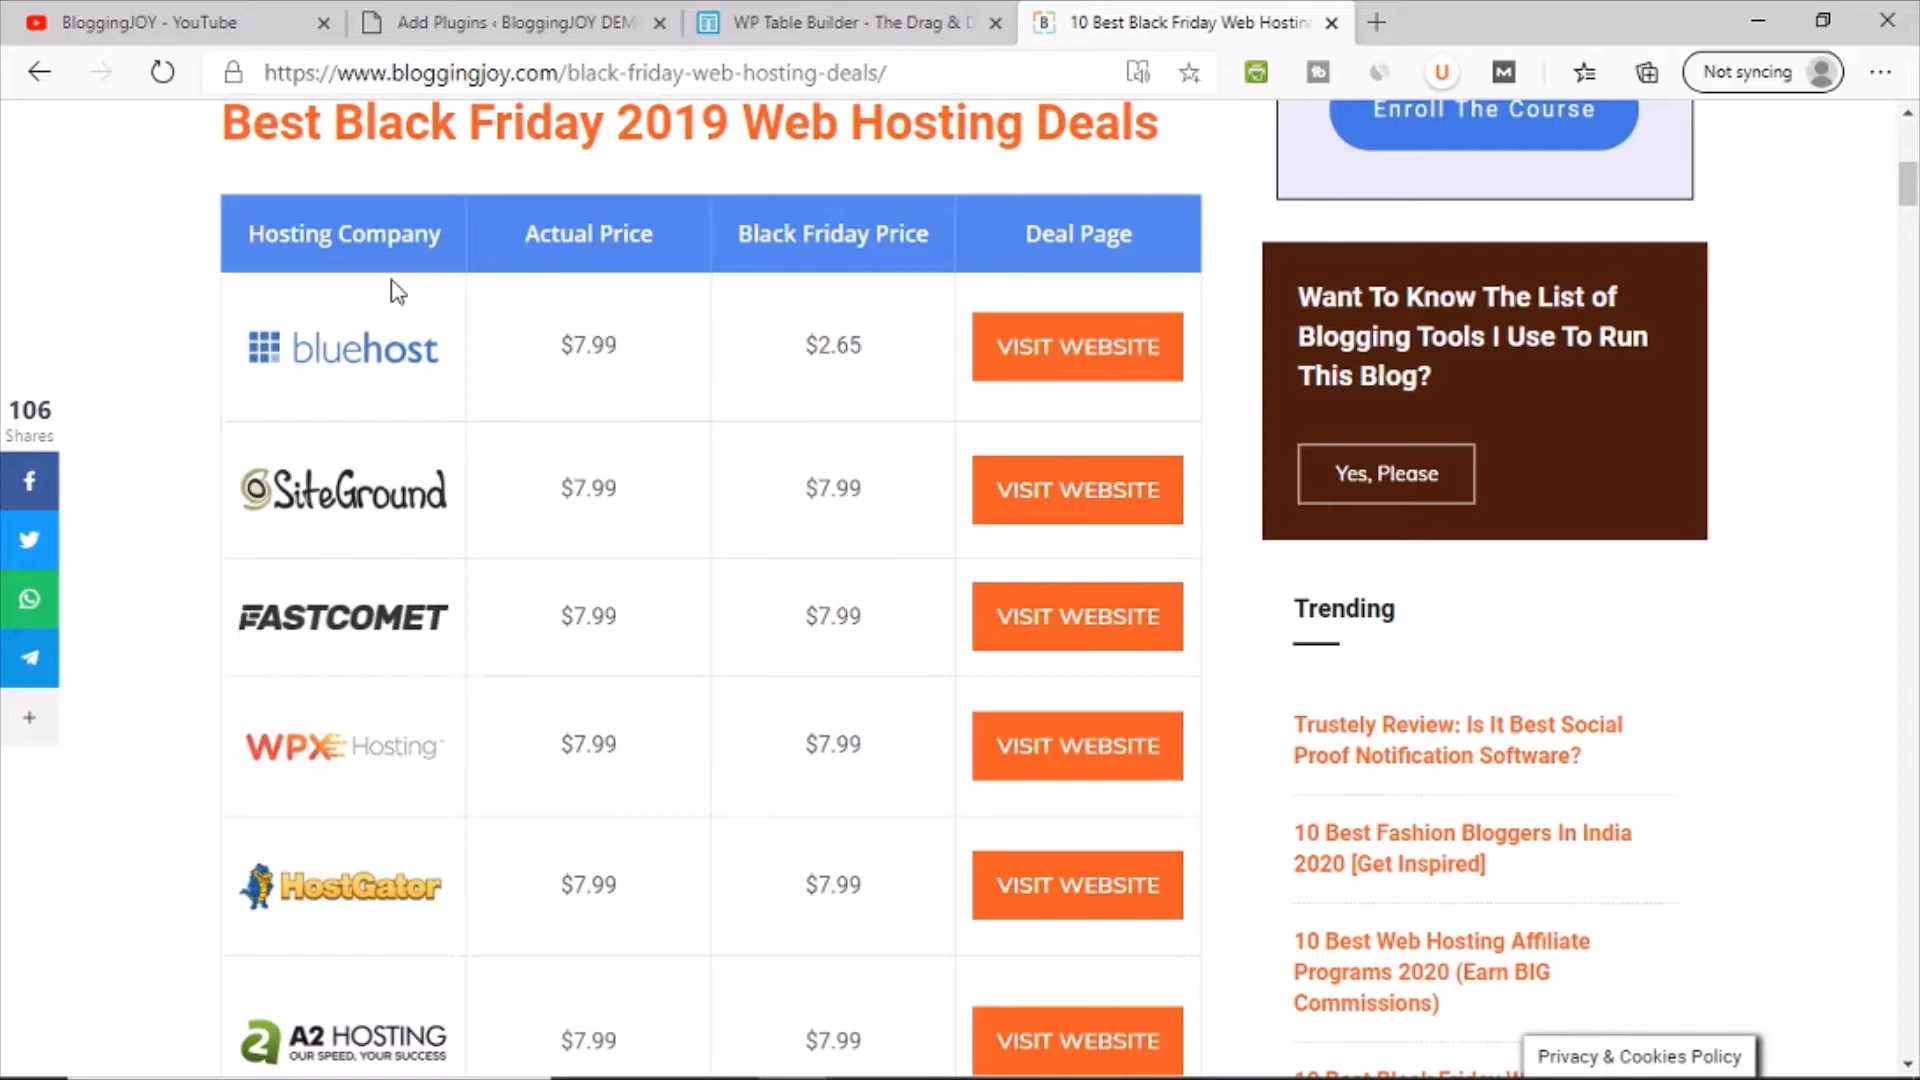 BloggingJOY - YouTube
Add Plugins ‹ BloggingJOY DEM
WP Table Builder - The Drag & D
10 Best Black Friday Web Hostin
https://www.bloggingjoy.com/black-friday-web-hosting-deals/
Not syncing
Best Black Friday 2019 Web Hosting Deals
Enroll The Course
Hosting Company
Actual Price
Black Friday Price
Deal Page
bluehost
$7.99
$2.65
VISIT WEBSITE
SiteGround
$7.99
$7.99
VISIT WEBSITE
FASTCOMET
$7.99
$7.99
VISIT WEBSITE
WPX Hosting
$7.99
$7.99
VISIT WEBSITE
HostGator
$7.99
$7.99
VISIT WEBSITE
A2 HOSTING
OUR SPEED, YOUR SUCCESS
$7.99
$7.99
VISIT WEBSITE
106
Shares
Want To Know The List of
Blogging Tools I Use To Run
This Blog?
Yes, Please
Trending
Trustely Review: Is It Best Social
Proof Notification Software?
10 Best Fashion Bloggers In India
2020 [Get Inspired]
10 Best Web Hosting Affiliate
Programs 2020 (Earn BIG
Commissions)
10 Best Black Friday W
Privacy & Cookies Policy